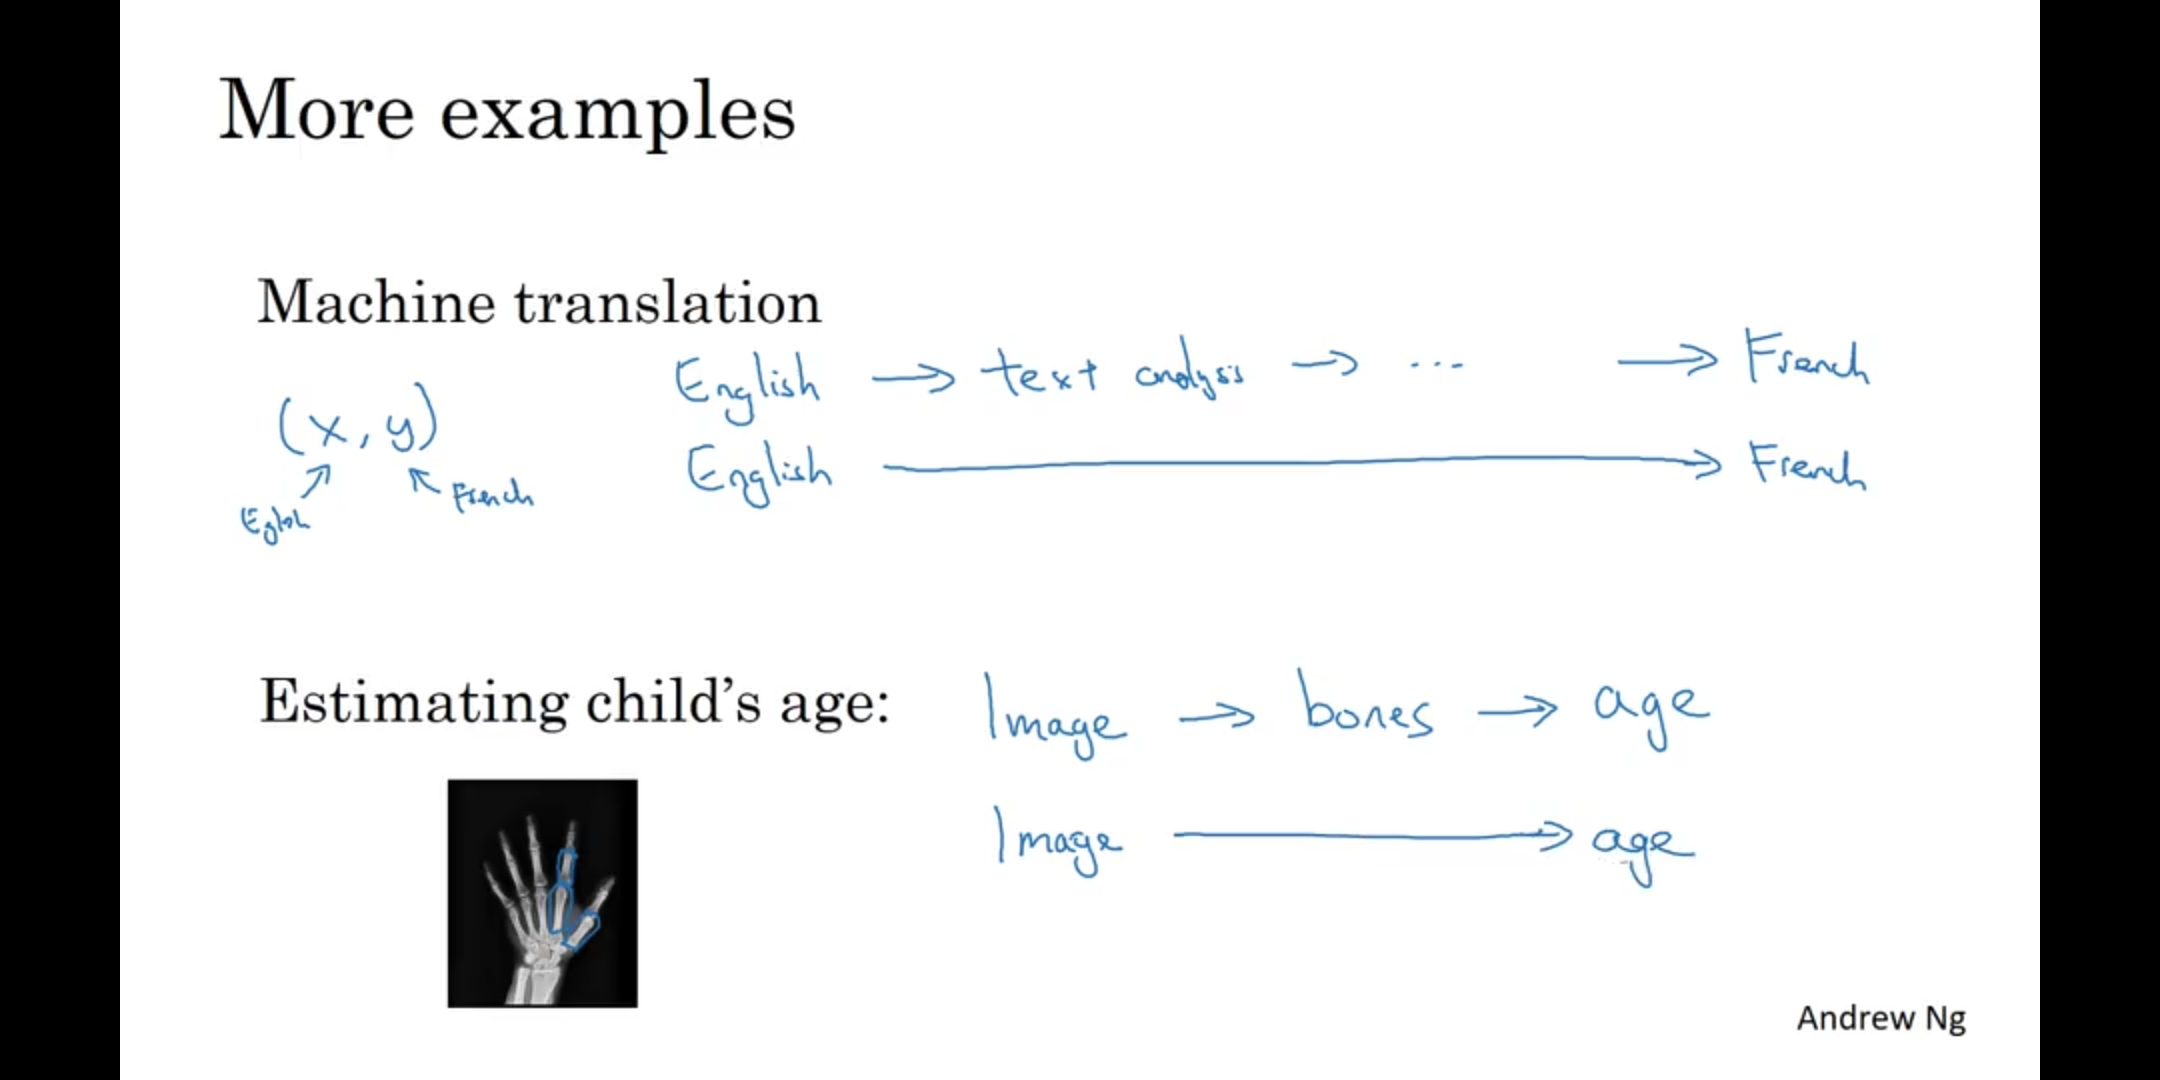 More examples
Machine translation
English → text analysis → ... → French
(x, y)
English → French
French
Estimating child's age:
Image → bones → age
Image → age
Andrew Ng